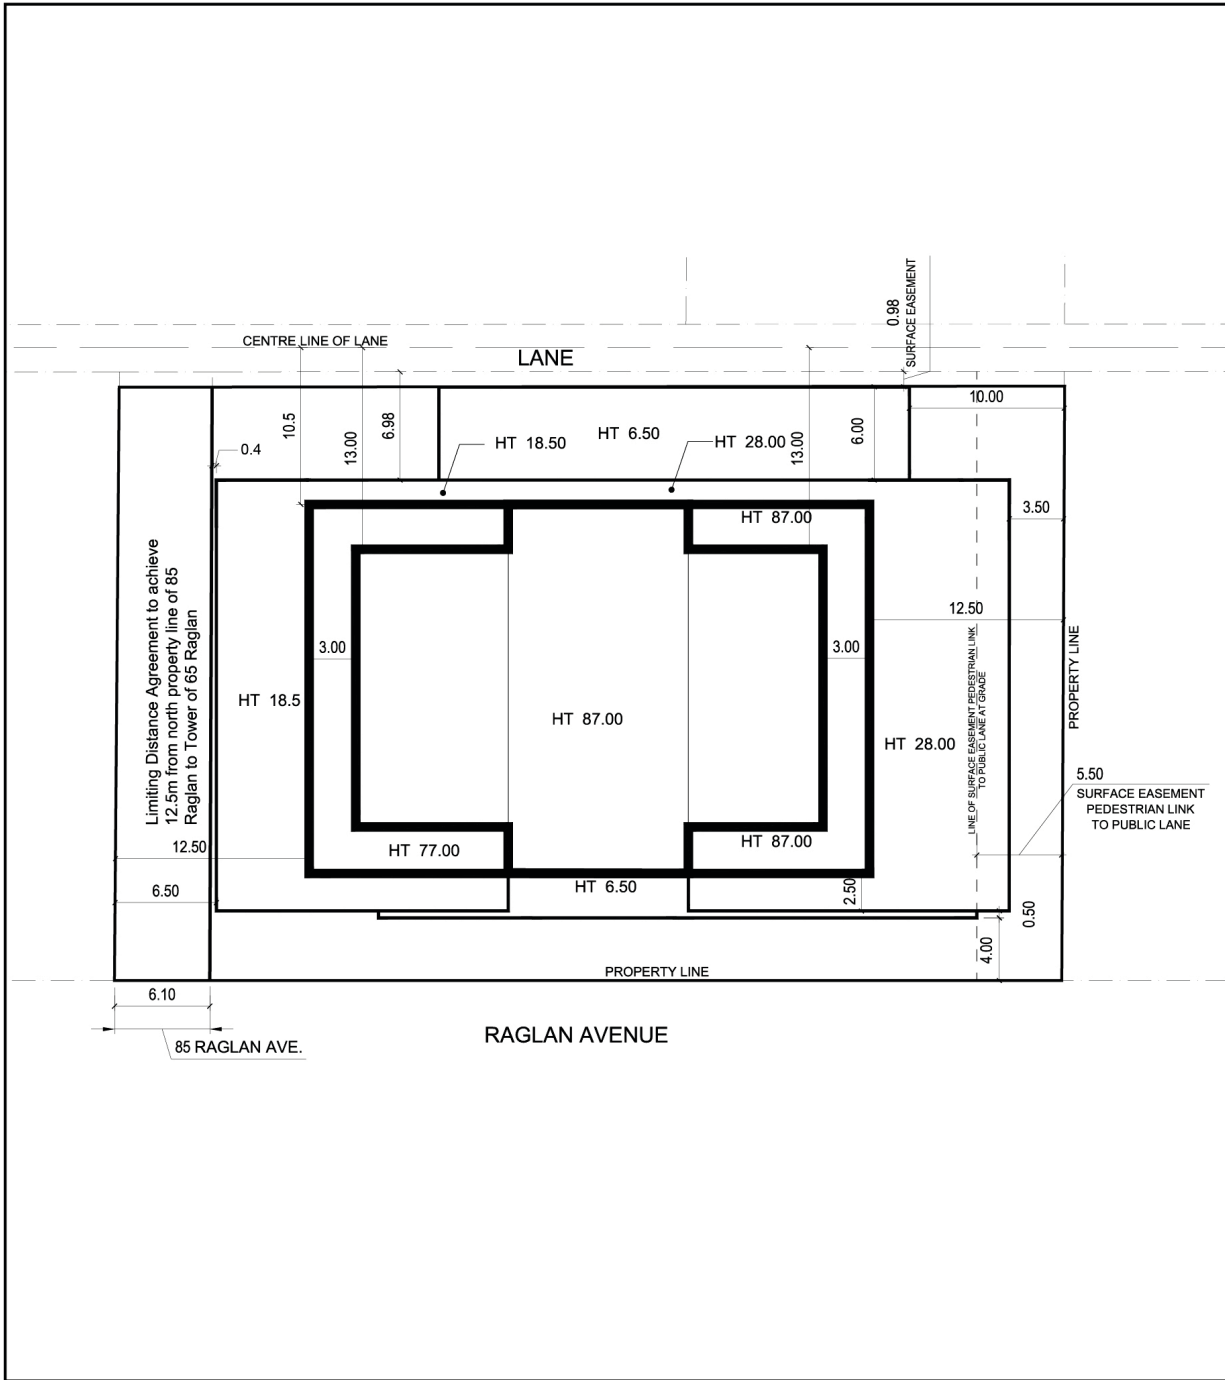 0.98
SURFACE EASEMENT
CENTRE LINE OF LANE
LANE
10.00
10.5
13.00
6.98
HT 18.50
HT 6.50
HT 28.00
13.00
6.00
0.4
3.50
HT 87.00
Limiting Distance Agreement to achieve
12.5m from north property line of 85
Raglan to Tower of 65 Raglan
12.50
3.00
3.00
PROPERTY LINE
LINE OF SURFACE EASEMENT PEDESTRIAN LINK
TO PUBLIC LANE AT GRADE
HT 18.5
HT 87.00
HT 28.00
5.50
SURFACE EASEMENT
PEDESTRIAN LINK
TO PUBLIC LANE
12.50
HT 77.00
HT 87.00
6.50
HT 6.50
2.50
0.50
4.00
PROPERTY LINE
6.10
RAGLAN AVENUE
85 RAGLAN AVE.